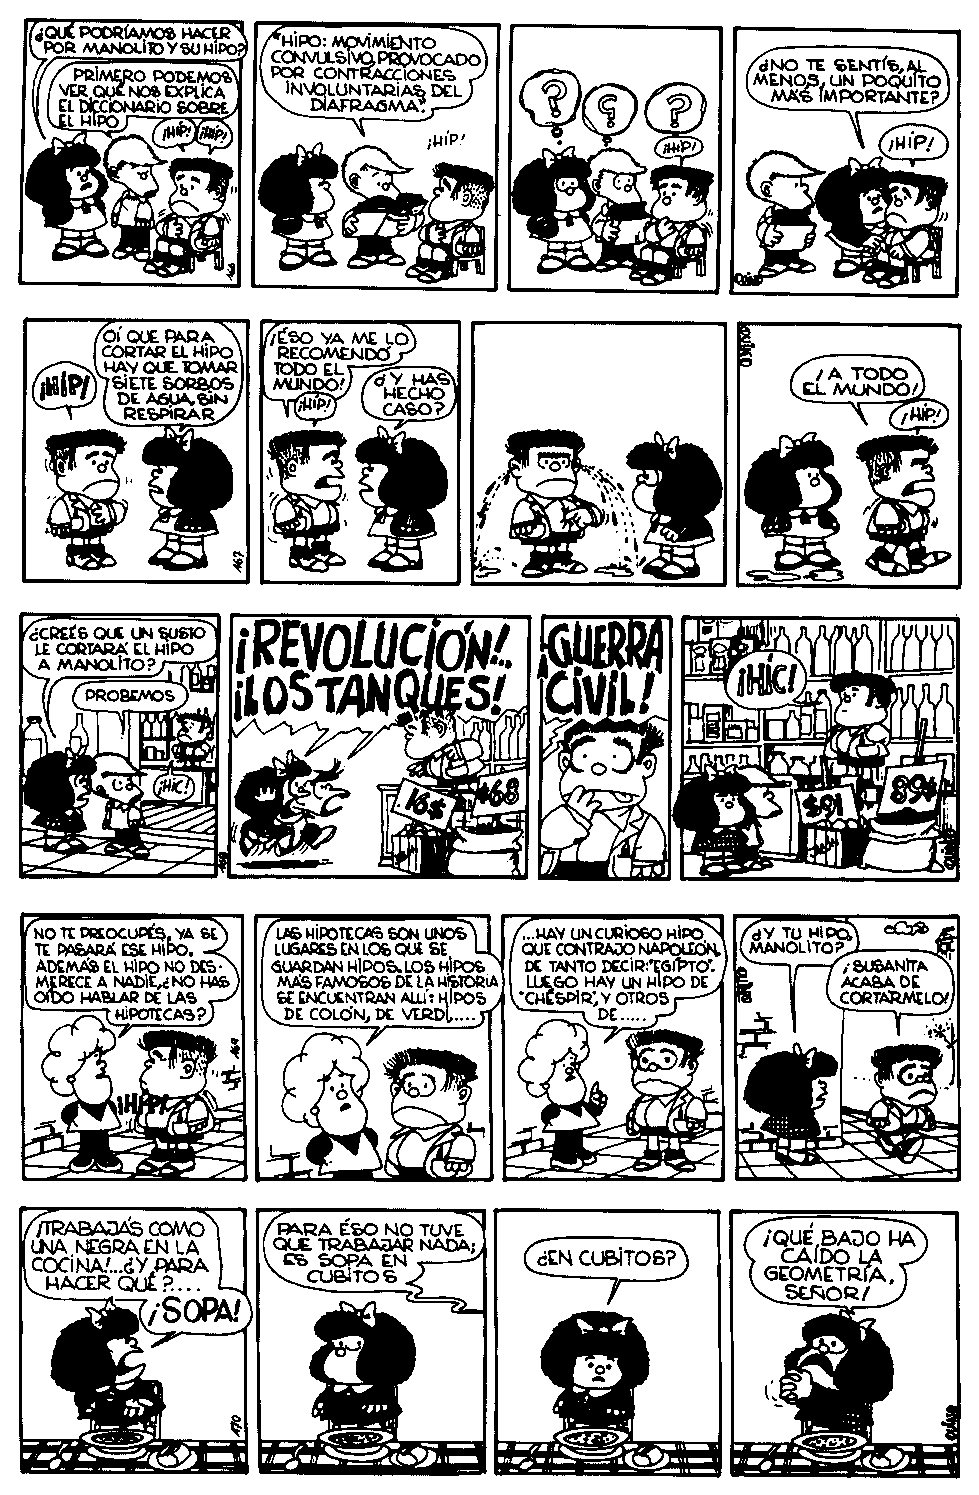 ¿QUÉ PODRÍAMOS HACER
POR MANOLITO Y SU HIPO?
PRIMERO PODEMOS
VER QUÉ NOS EXPLICA
EL DICCIONARIO SOBRE
EL HIPO
¡HIP!
¡HIP!
"HIPO: MOVIMIENTO
CONVULSIVO, PROVOCADO
POR CONTRACCIONES
INVOLUNTARIAS DEL
DIAFRAGMA"
¡HIP!
?
?
?
¡HIP!
¿NO TE SENTÍS, AL
MENOS, UN POQUITO
MÁS IMPORTANTE?
¡HIP!
¡HIP!
OÍ QUE PARA
CORTAR EL HIPO
HAY QUE TOMAR
SIETE SORBOS
DE AGUA, SIN
RESPIRAR
167
¡ÉSO YA ME LO
RECOMENDÓ
TODO EL
MUNDO!
¡HIP!
¿Y HAS
HECHO
CASO?
¡A TODO
EL MUNDO!
¡HIP!
¿CREÉS QUE UN SUSTO
LE CORTARÁ EL HIPO
A MANOLITO?
PROBEMOS
¡HIC!
¡REVOLUCIÓN!..
¡LOS TANQUES!
16$
$68
¡GUERRA
CIVIL!
¡HIC!
$91
89$
NO TE PREOCUPÉS, YA SE
TE PASARÁ ESE HIPO.
ADEMÁS EL HIPO NO DES-
MERECE A NADIE, ¿NO HAS
OÍDO HABLAR DE LAS
HIPOTECAS?
¡HIP!
169
LAS HIPOTECAS SON UNOS
LUGARES EN LOS QUE SE
GUARDAN HIPOS. LOS HIPOS
MÁS FAMOSOS DE LA HISTORIA
SE ENCUENTRAN ALLÍ: HIPOS
DE COLÓN, DE VERDI,....
...HAY UN CURIOSO HIPO
QUE CONTRAJO NAPOLEÓN,
DE TANTO DECIR: "EGIPTO".
LUEGO HAY UN HIPO DE
"CHÉSPIR", Y OTROS
DE.....
¿Y TU HIPO,
MANOLITO?
¡SUSANITA
ACABA DE
CORTÁRMELO!
¡TRABAJÁS COMO
UNA NEGRA EN LA
COCINA!...¿Y PARA
HACER QUÉ?....
¡SOPA!
170
PARA ÉSO NO TUVE
QUE TRABAJAR NADA;
ES SOPA EN
CUBITOS
¿EN CUBITOS?
¡QUÉ BAJO HA
CAÍDO LA
GEOMETRÍA,
SEÑOR!